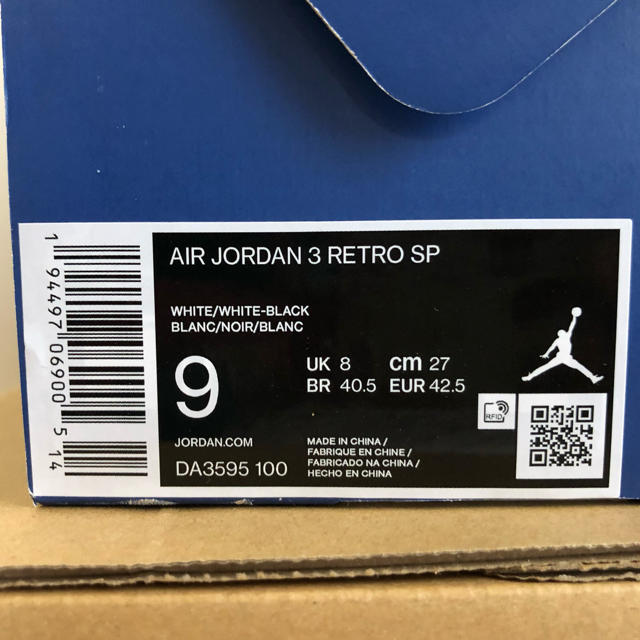 AIR JORDAN 3 RETRO SP
WHITE/WHITE-BLACK
BLANC/NOIR/BLANC
9
UK 8 cm 27
BR 40.5 EUR 42.5
JORDAN.COM
DA3595 100
MADE IN CHINA /
FABRIQUE EN CHINE /
FABRICADO NA CHINA /
HECHO EN CHINA
RFID
1 94497 06900 5 14